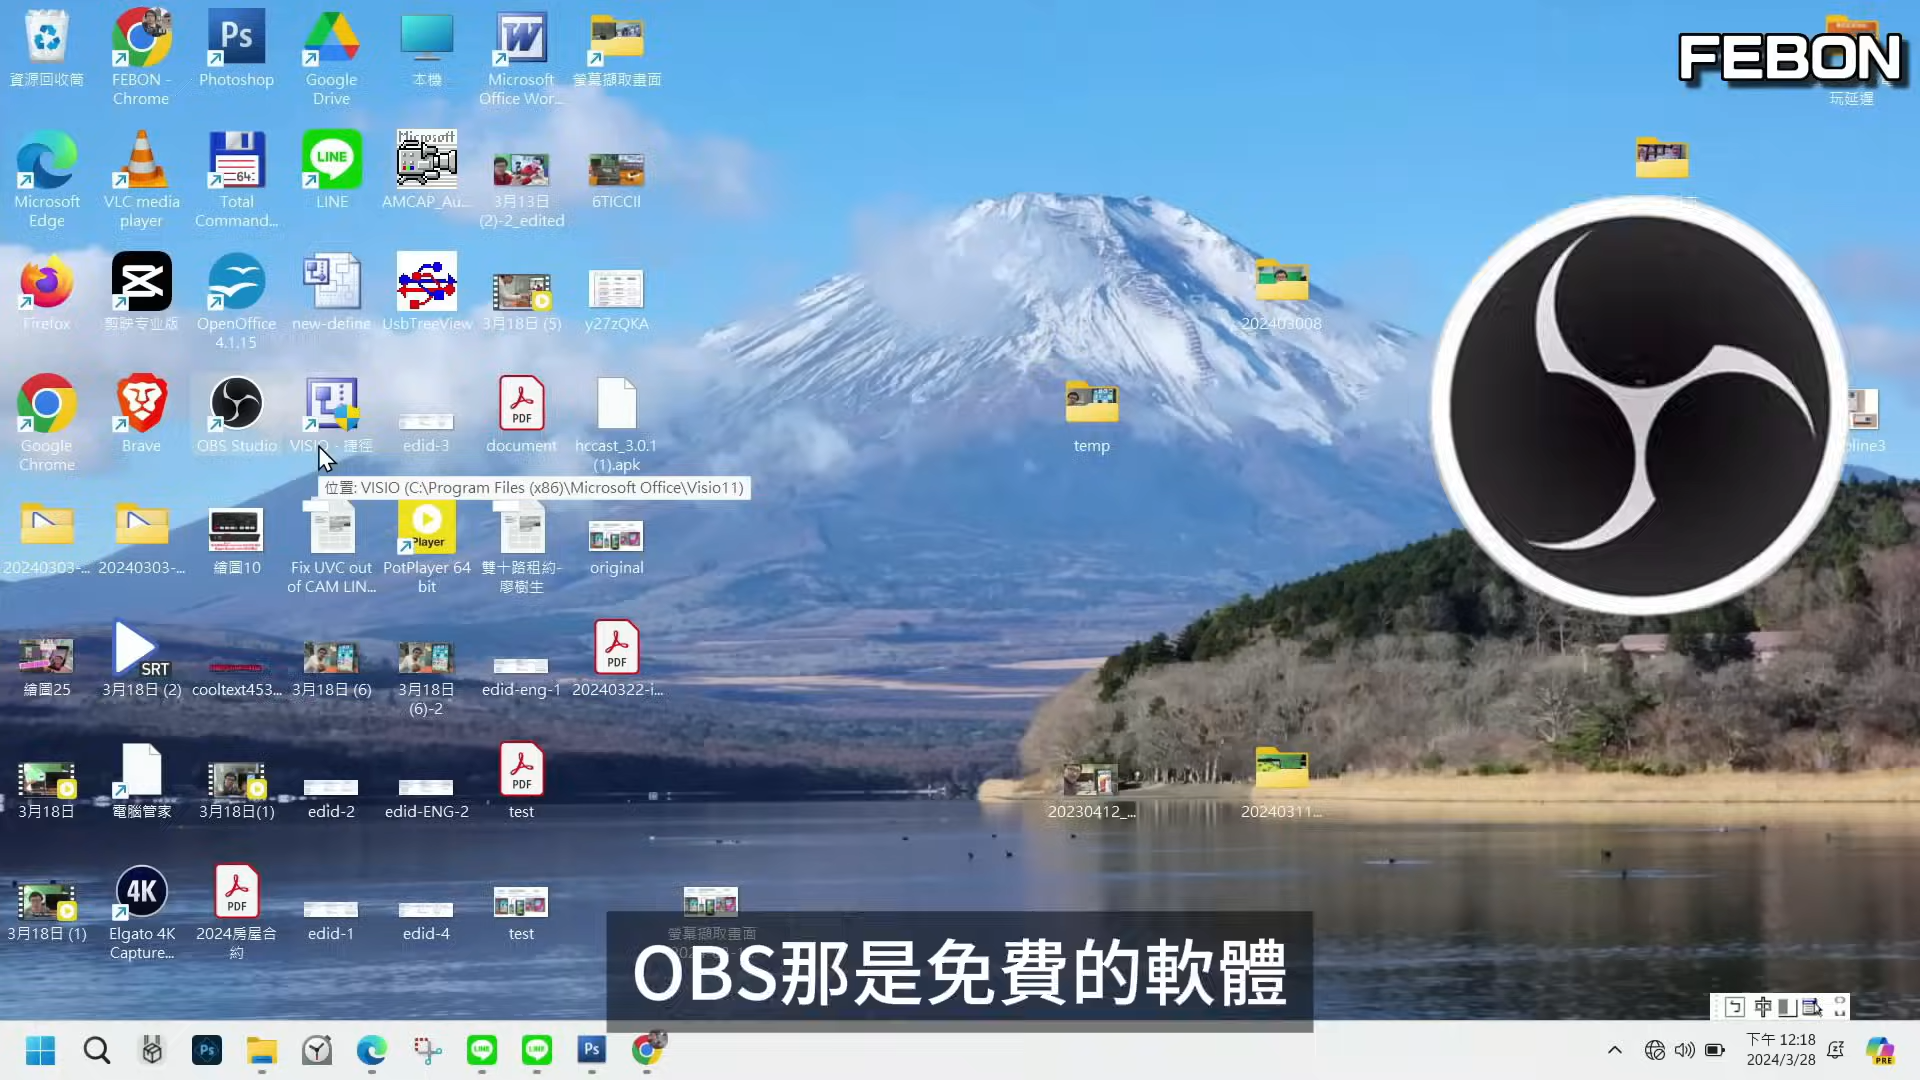 資源回收筒
FEBON -
Chrome
Photoshop
Google
Drive
本機
Microsoft
Office Wor...
螢幕擷取畫面
FEBON
玩延遲
Microsoft
Edge
VLC media
player
Total
Command...
LINE
AMCAP_Au...
3月13日
(2)-2_edited
6TICCII
Firefox
剪映专业版
OpenOffice
4.1.15
new-define
UsbTreeView
3月18日 (5)
y27zQKA
202403008
Google
Chrome
Brave
OBS Studio
VISIO - 捷徑
edid-3
document
hccast_3.0.1
(1).apk
temp
pline3
位置: VISIO (C:\Program Files (x86)\Microsoft Office\Visio11)
20240303-...
20240303-...
繪圖10
Fix UVC out
of CAM LIN...
PotPlayer 64
bit
雙十路租約-
廖樹生
original
繪圖25
3月18日 (2)
cooltext453...
3月18日 (6)
3月18日
(6)-2
edid-eng-1
20240322-i...
3月18日
電腦管家
3月18日(1)
edid-2
edid-ENG-2
test
20230412_...
20240311...
3月18日 (1)
Elgato 4K
Capture...
2024房屋合
約
edid-1
edid-4
test
螢幕擷取畫面
OBS那是免費的軟體
中
下午 12:18
2024/3/28